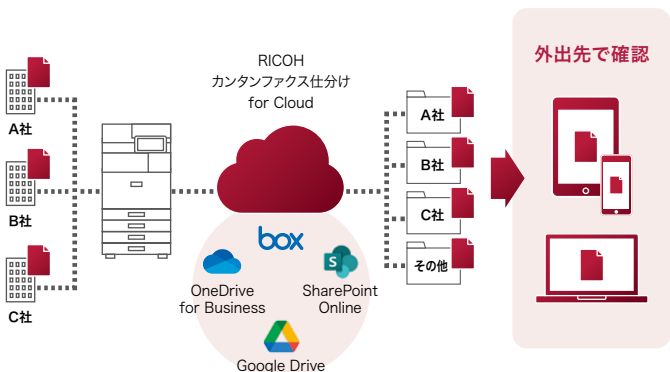 RICOH
カンタンファクス仕分け
for Cloud
A社
B社
C社
box
OneDrive
for Business
SharePoint
Online
S
Google Drive
A社
B社
C社
その他
外出先で確認